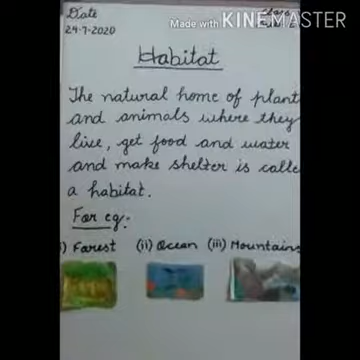 Date
24-7-2020
Made with KINEMASTER
Habitat
The natural home of plant
and animals where they
live, get food and water
and make shelter is calle
a habitat.
For eg:-
i) Forest (ii) Ocean (iii) Mountains